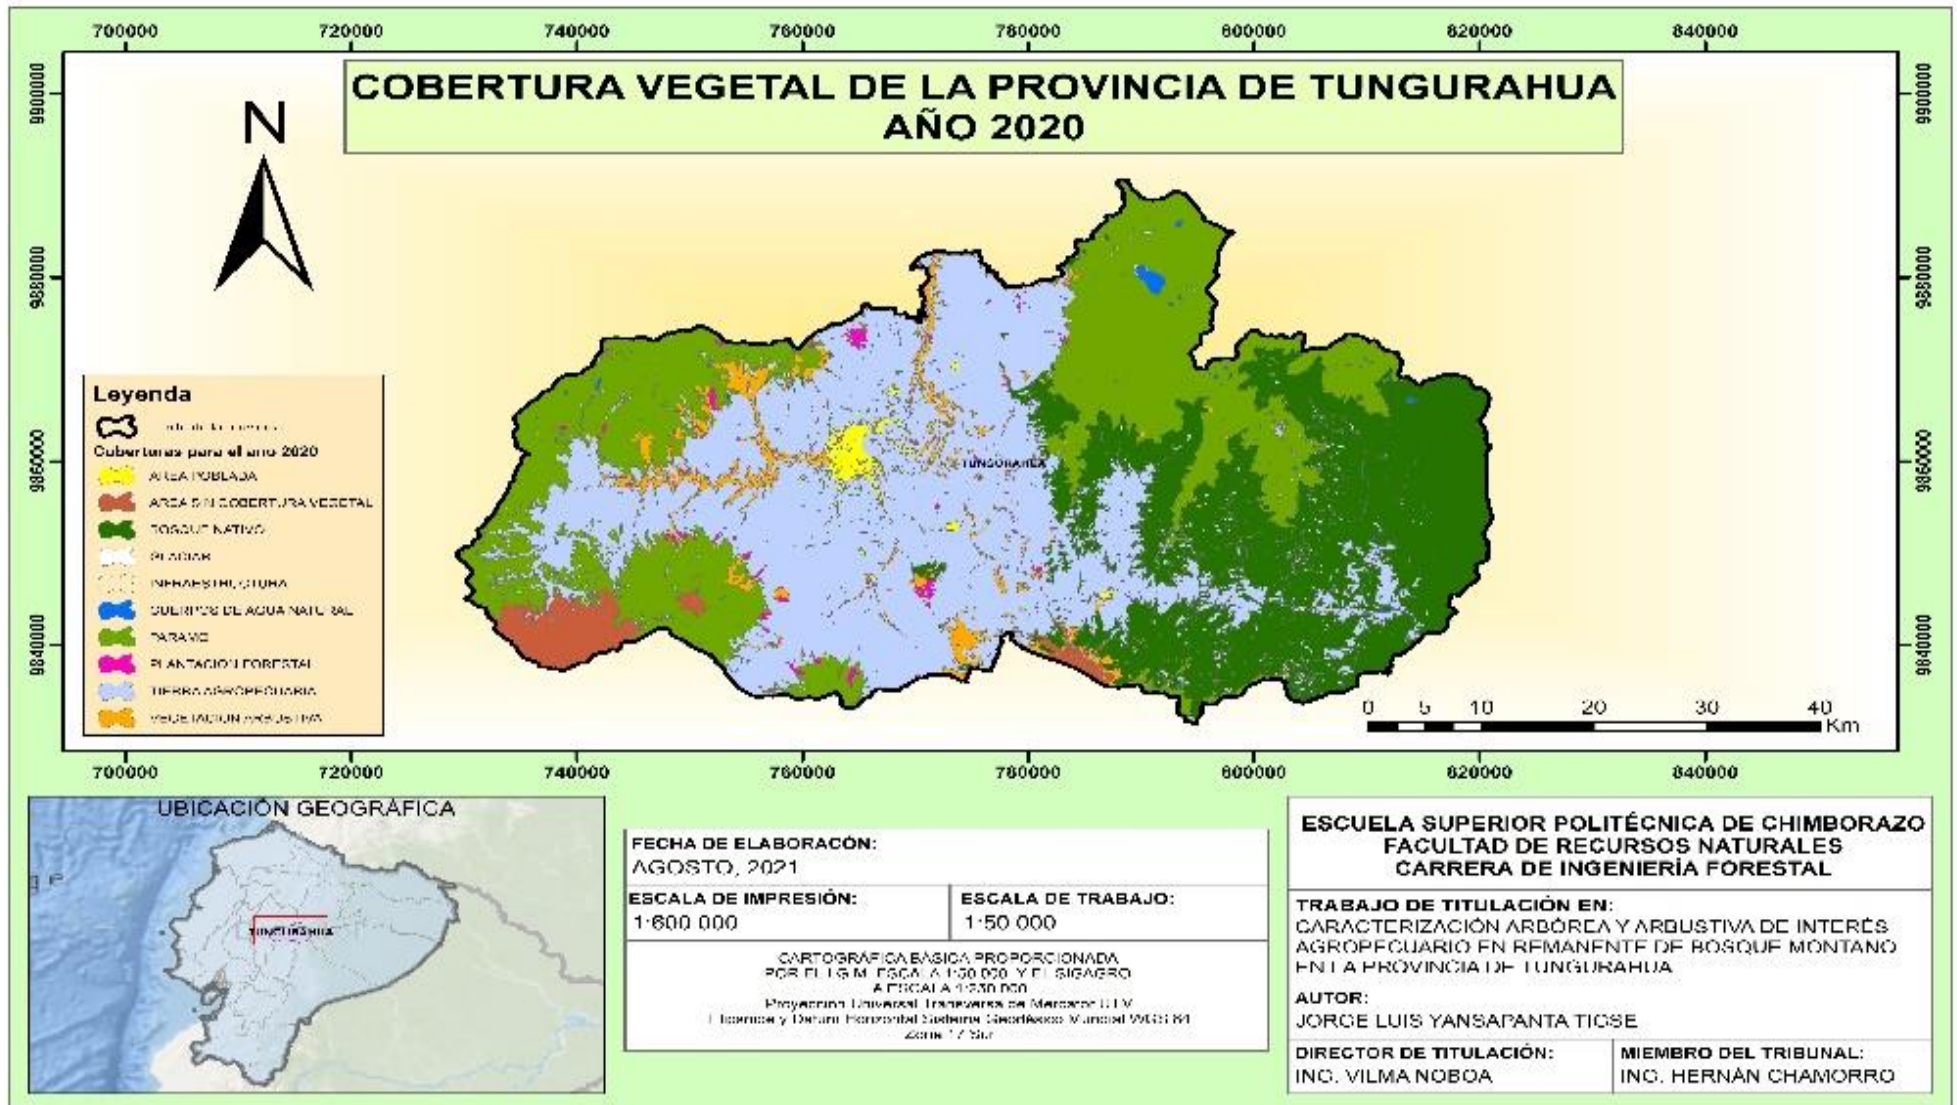 700000 720000 740000 760000 780000 800000 820000 840000
COBERTURA VEGETAL DE LA PROVINCIA DE TUNGURAHUA
AÑO 2020
N
9900000 9900000
9880000 9880000
9860000 9860000
9840000 9840000
TUNGURAHUA
Leyenda
Coberturas para el ano 2020
AREA POBLADA
AREA SIN COBERTURA VEGETAL
BOSQUE NATIVO
GLACIAR
INFRAESTRUCTURA
CUERPOS DE AGUA NATURAL
PARAMO
PLANTACION FORESTAL
TIERRA AGROPECUARIA
VEGETACION ARBUSTIVA
0 5 10 20 30 40
Km
700000 720000 740000 760000 780000 800000 820000 840000
UBICACIÓN GEOGRÁFICA
TUNGURAHUA
FECHA DE ELABORACÓN:
AGOSTO, 2021
ESCALA DE IMPRESIÓN:
1:600 000
ESCALA DE TRABAJO:
1:50 000
CARTOGRÁFICA BÁSICA PROPORCIONADA
POR EL I.G.M. ESCALA 1:50 000 Y EL SIGAGRO
A ESCALA 1:250 000
Proyección Universal Transversa de Mercator
y Datum Horizontal Sistema Geodésico Mundial WGS 84
Zona 17 Sur
ESCUELA SUPERIOR POLITÉCNICA DE CHIMBORAZO
FACULTAD DE RECURSOS NATURALES
CARRERA DE INGENIERÍA FORESTAL
TRABAJO DE TITULACIÓN EN:
CARACTERIZACIÓN ARBÓREA Y ARBUSTIVA DE INTERÉS
AGROPECUARIO EN REMANENTE DE BOSQUE MONTANO
EN LA PROVINCIA DE TUNGURAHUA
AUTOR:
JORGE LUIS YANSAPANTA TIGSE
DIRECTOR DE TITULACIÓN:
ING. VILMA NOBOA
MIEMBRO DEL TRIBUNAL:
ING. HERNÁN CHAMORRO